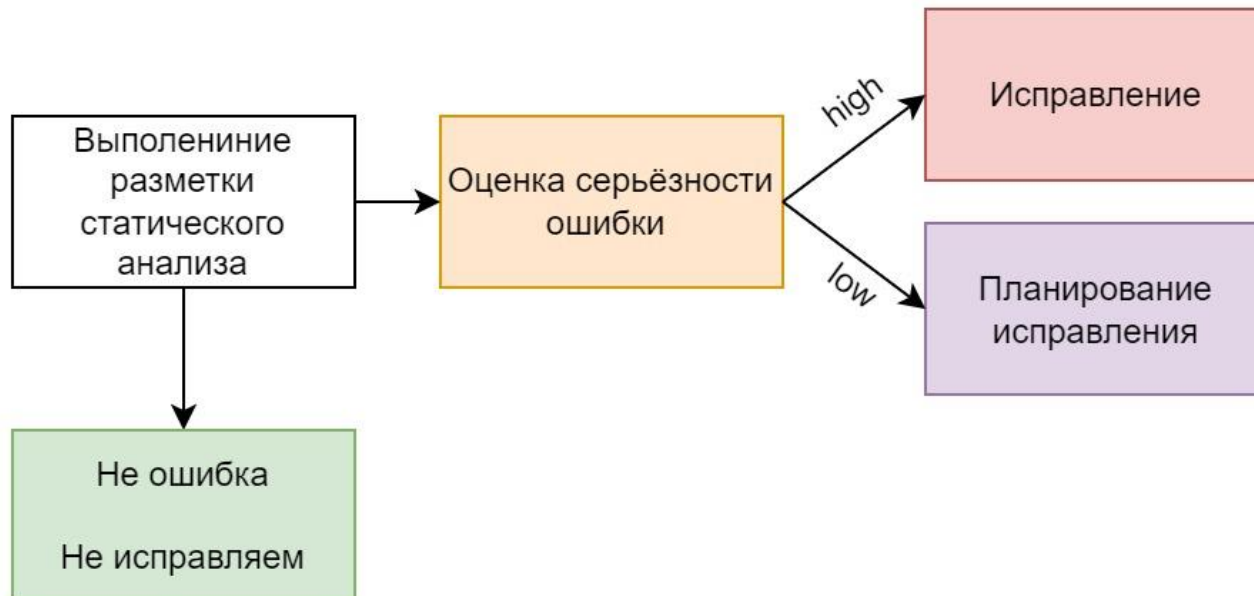 Выполениние
разметки
статического
анализа
Оценка серьёзности
ошибки
high
low
Исправление
Планирование
исправления
Не ошибка
Не исправляем